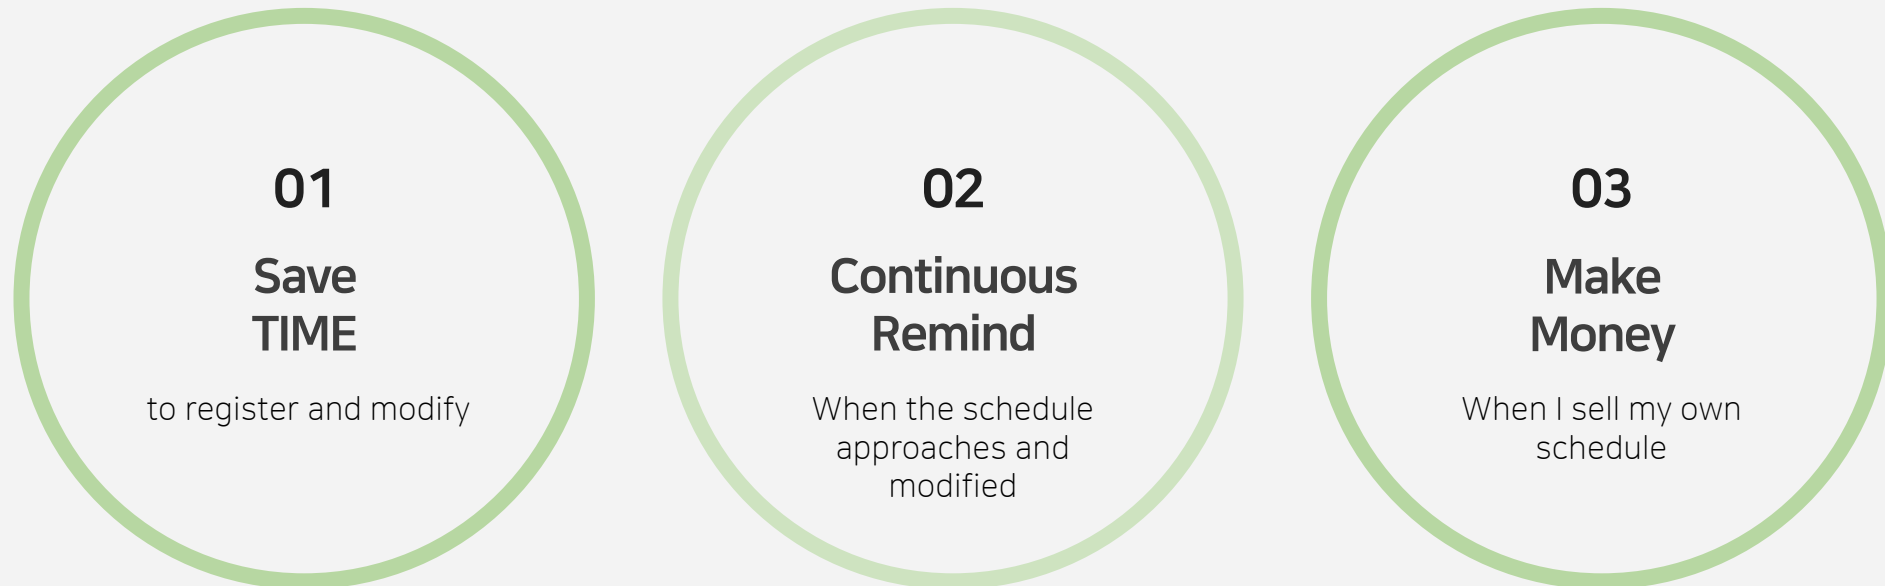 01
Save
TIME
to register and modify
02
Continuous
Remind
When the schedule
approaches and
modified
03
Make
Money
When I sell my own
schedule